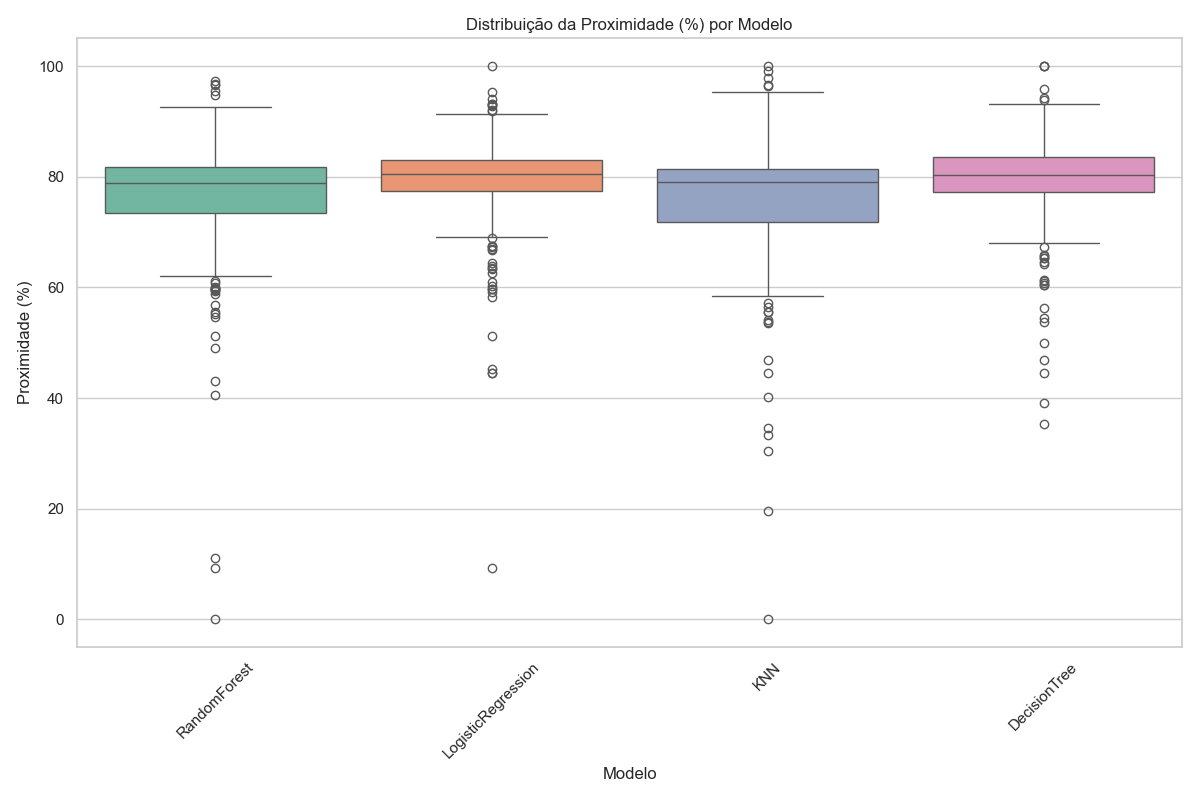 Distribuição da Proximidade (%) por Modelo
100
80
60
40
20
0
Proximidade (%)
RandomForest
LogisticRegression
KNN
DecisionTree
Modelo